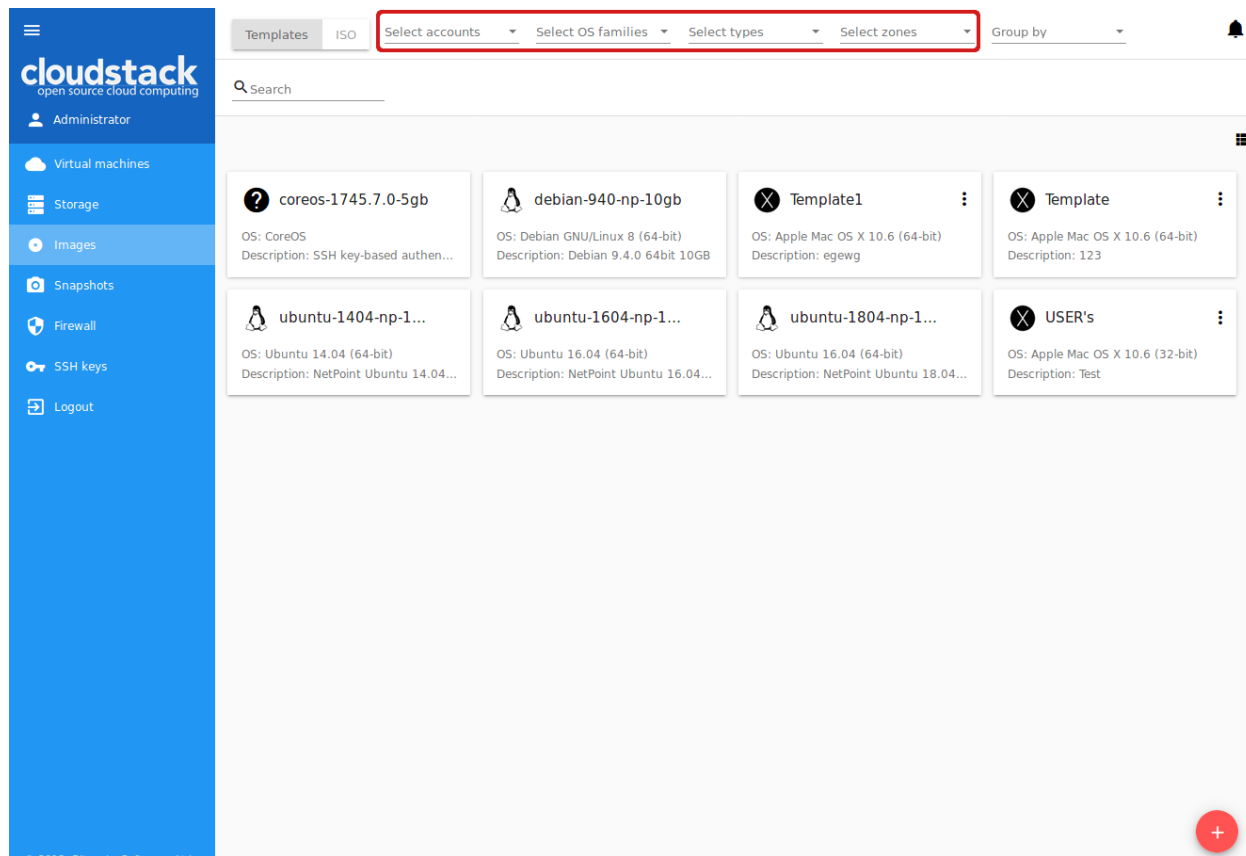 Templates ISO Select accounts Select OS families Select types Select zones Group by
cloudstack
open source cloud computing
Search
Administrator
Virtual machines
Storage
Images
Snapshots
Firewall
SSH keys
Logout
coreos-1745.7.0-5gb
OS: CoreOS
Description: SSH key-based authen...
debian-940-np-10gb
OS: Debian GNU/Linux 8 (64-bit)
Description: Debian 9.4.0 64bit 10GB
Template1
OS: Apple Mac OS X 10.6 (64-bit)
Description: egewg
Template
OS: Apple Mac OS X 10.6 (64-bit)
Description: 123
ubuntu-1404-np-1...
OS: Ubuntu 14.04 (64-bit)
Description: NetPoint Ubuntu 14.04...
ubuntu-1604-np-1...
OS: Ubuntu 16.04 (64-bit)
Description: NetPoint Ubuntu 16.04...
ubuntu-1804-np-1...
OS: Ubuntu 16.04 (64-bit)
Description: NetPoint Ubuntu 18.04...
USER's
OS: Apple Mac OS X 10.6 (32-bit)
Description: Test